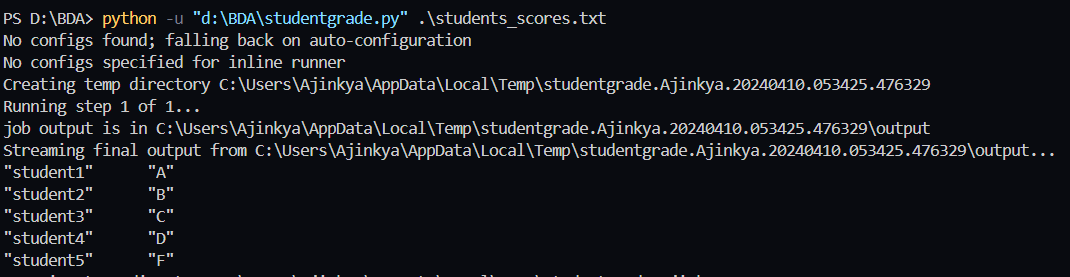 PS D:\BDA> python -u "d:\BDA\studentgrade.py" .\students_scores.txt
No configs found; falling back on auto-configuration
No configs specified for inline runner
Creating temp directory C:\Users\Ajinkya\AppData\Local\Temp\studentgrade.Ajinkya.20240410.053425.476329
Running step 1 of 1...
job output is in C:\Users\Ajinkya\AppData\Local\Temp\studentgrade.Ajinkya.20240410.053425.476329\output
Streaming final output from C:\Users\Ajinkya\AppData\Local\Temp\studentgrade.Ajinkya.20240410.053425.476329\output...
"student1" "A"
"student2" "B"
"student3" "C"
"student4" "D"
"student5" "F"